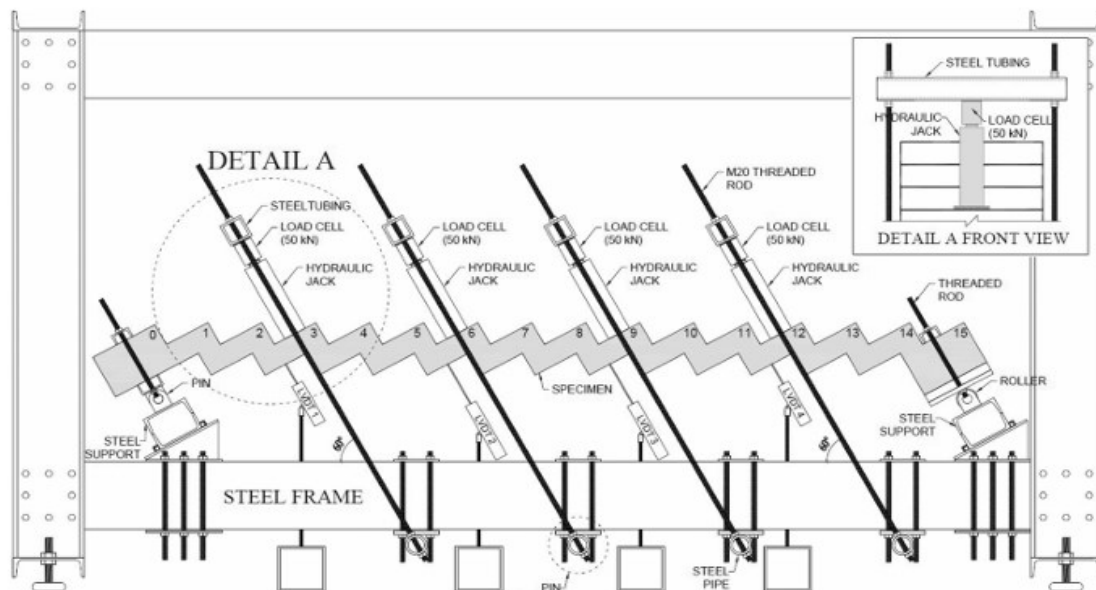 STEEL TUBING
HYDRAULIC
JACK
LOAD CELL
(50 kN)
DETAIL A FRONT VIEW
DETAIL A
STEEL TUBING
LOAD CELL
(50 kN)
HYDRAULIC
JACK
LOAD CELL
(50 kN)
HYDRAULIC
JACK
LOAD CELL
(50 kN)
HYDRAULIC
JACK
M20 THREADED
ROD
LOAD CELL
(50 kN)
HYDRAULIC
JACK
THREADED
ROD
0 1 2 3 4 5 6 7 8 9 10 11 12 13 14 15
PIN
SPECIMEN
ROLLER
LVDT 1
LVDT 2
LVDT 3
LVDT 4
STEEL
SUPPORT
STEEL
SUPPORT
60°
60°
STEEL FRAME
PIN
STEEL
PIPE